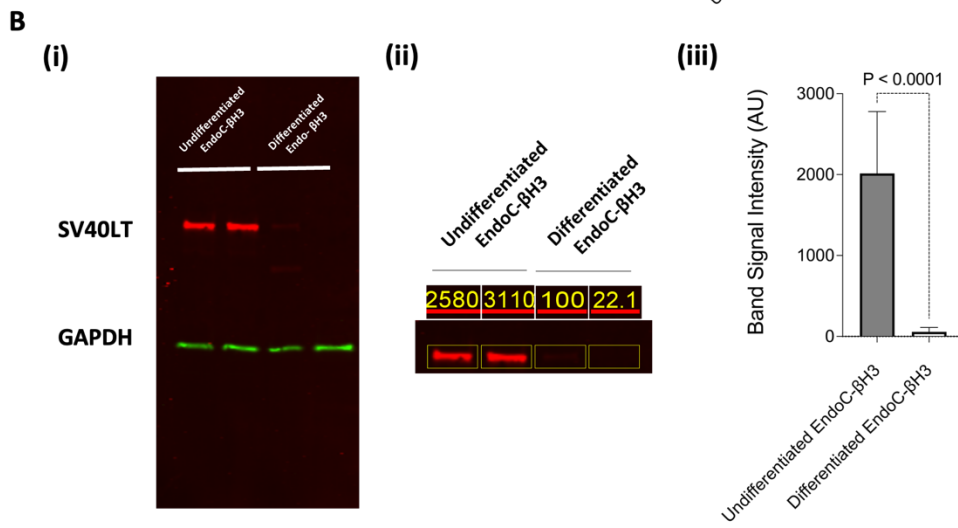 B
(i)
Undifferentiated
EndoC-βH3
Differentiated
Endo- βH3
SV40LT
GAPDH
(ii)
Undifferentiated
EndoC-βH3
Differentiated
EndoC-βH3
2580 3110 100 22.1
(iii)
P < 0.0001
Band Signal Intensity (AU)
3000
2000
1000
0
Undifferentiated EndoC-βH3
Differentiated EndoC-βH3